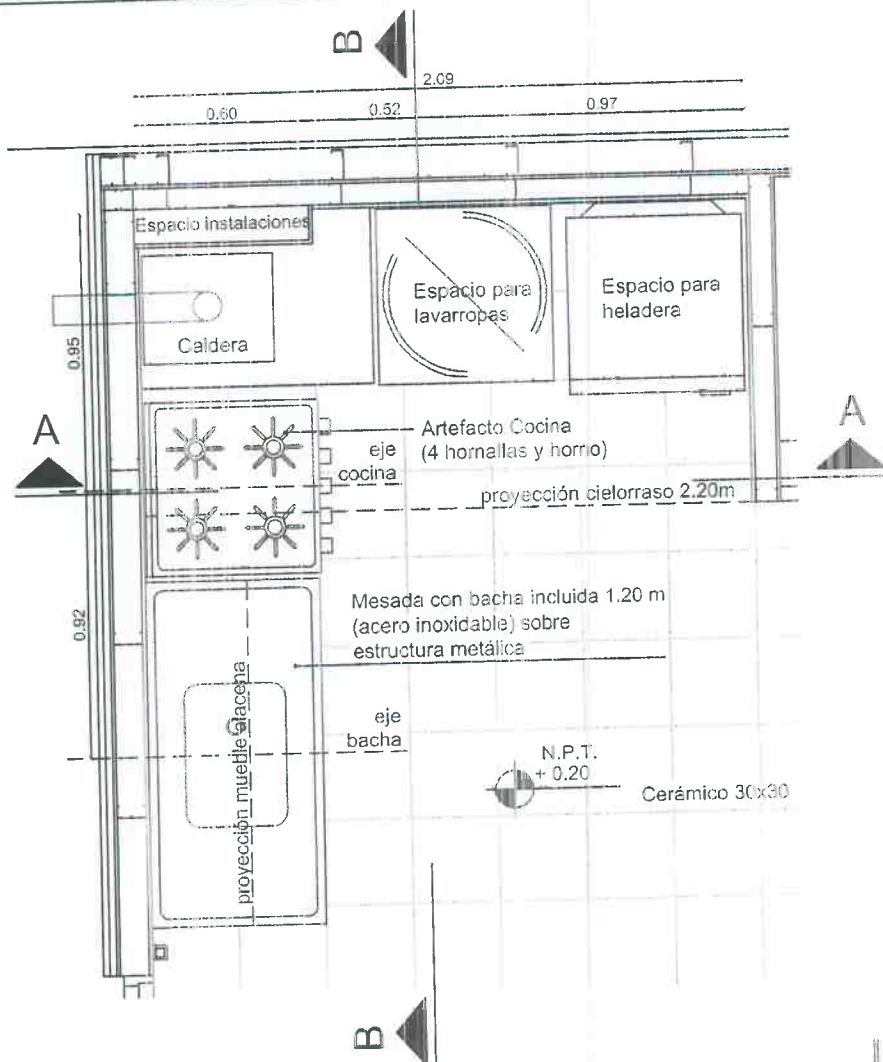 B
2.09
0.60
0.52
0.97
Espacio instalaciones
Espacio para
lavarropas
Espacio para
heladera
Caldera
0.95
A
A
Artefacto Cocina
(4 hornallas y horno)
eje
cocina
proyección cielorraso 2.20m
Mesada con bacha incluida 1.20 m
(acero inoxidable) sobre
estructura metálica
0.92
proyección mueble alacena
eje
bacha
N.P.T.
+ 0.20
Cerámico 30x30
B